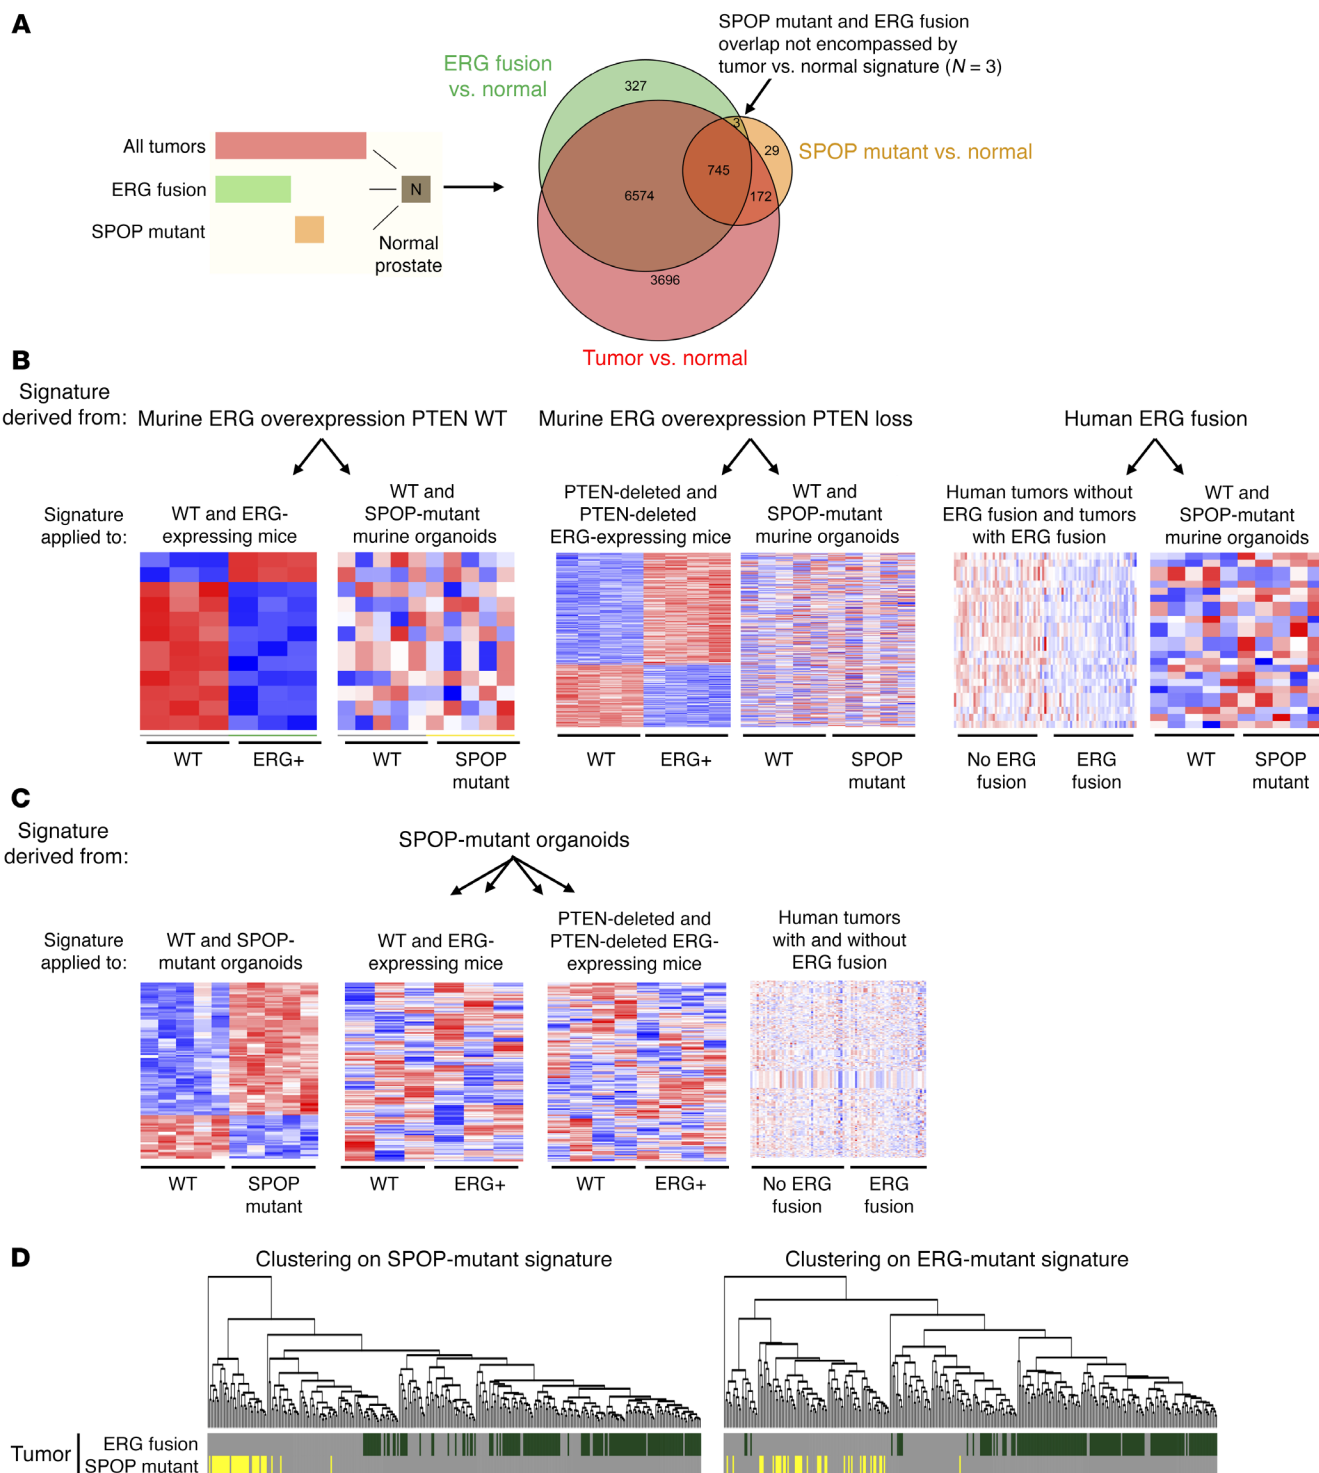 A
SPOP mutant and ERG fusion
overlap not encompassed by
tumor vs. normal signature (N = 3)
ERG fusion
vs. normal
327
3
29
SPOP mutant vs. normal
All tumors
ERG fusion
N
SPOP mutant
Normal
prostate
745
6574
172
3696
Tumor vs. normal
B
Signature
derived from:
Murine ERG overexpression PTEN WT
Murine ERG overexpression PTEN loss
Human ERG fusion
Signature
applied to:
WT and ERG-
expressing mice
WT and
SPOP-mutant
murine organoids
PTEN-deleted and
PTEN-deleted
ERG-expressing mice
WT and
SPOP-mutant
murine organoids
Human tumors without
ERG fusion and tumors
with ERG fusion
WT and
SPOP-mutant
murine organoids
WT
ERG+
WT
SPOP
mutant
WT
ERG+
WT
SPOP
mutant
No ERG
fusion
ERG
fusion
WT
SPOP
mutant
C
Signature
derived from:
SPOP-mutant organoids
Signature
applied to:
WT and SPOP-
mutant organoids
WT and ERG-
expressing mice
PTEN-deleted and
PTEN-deleted ERG-
expressing mice
Human tumors
with and without
ERG fusion
WT
SPOP
mutant
WT
ERG+
WT
ERG+
No ERG
fusion
ERG
fusion
D
Clustering on SPOP-mutant signature
Clustering on ERG-mutant signature
Tumor
ERG fusion
SPOP mutant